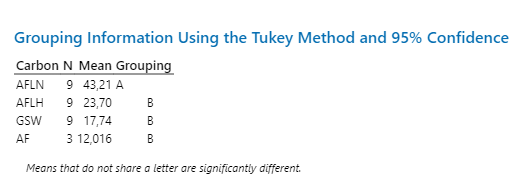 Grouping Information Using the Tukey Method and 95% Confidence
Carbon N Mean Grouping
AFLN 9 43,21 A
AFLH 9 23,70 B
GSW 9 17,74 B
AF 3 12,016 B
Means that do not share a letter are significantly different.